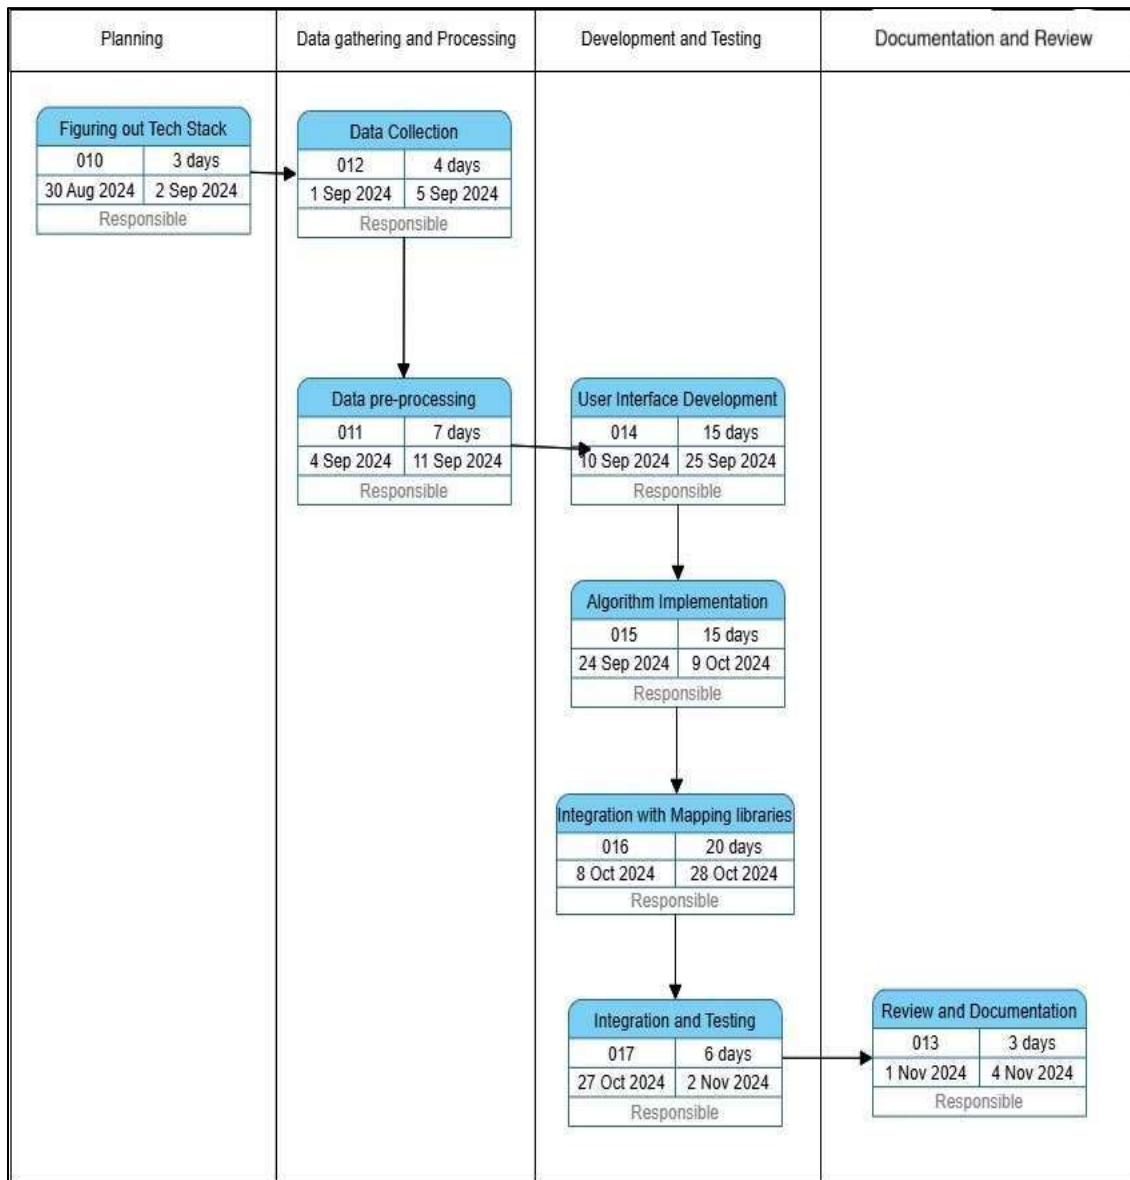 Planning
Data gathering and Processing
Development and Testing
Documentation and Review
Figuring out Tech Stack
010 3 days
30 Aug 2024 2 Sep 2024
Responsible
Data Collection
012 4 days
1 Sep 2024 5 Sep 2024
Responsible
Data pre-processing
011 7 days
4 Sep 2024 11 Sep 2024
Responsible
User Interface Development
014 15 days
10 Sep 2024 25 Sep 2024
Responsible
Algorithm Implementation
015 15 days
24 Sep 2024 9 Oct 2024
Responsible
Integration with Mapping libraries
016 20 days
8 Oct 2024 28 Oct 2024
Responsible
Integration and Testing
017 6 days
27 Oct 2024 2 Nov 2024
Responsible
Review and Documentation
013 3 days
1 Nov 2024 4 Nov 2024
Responsible